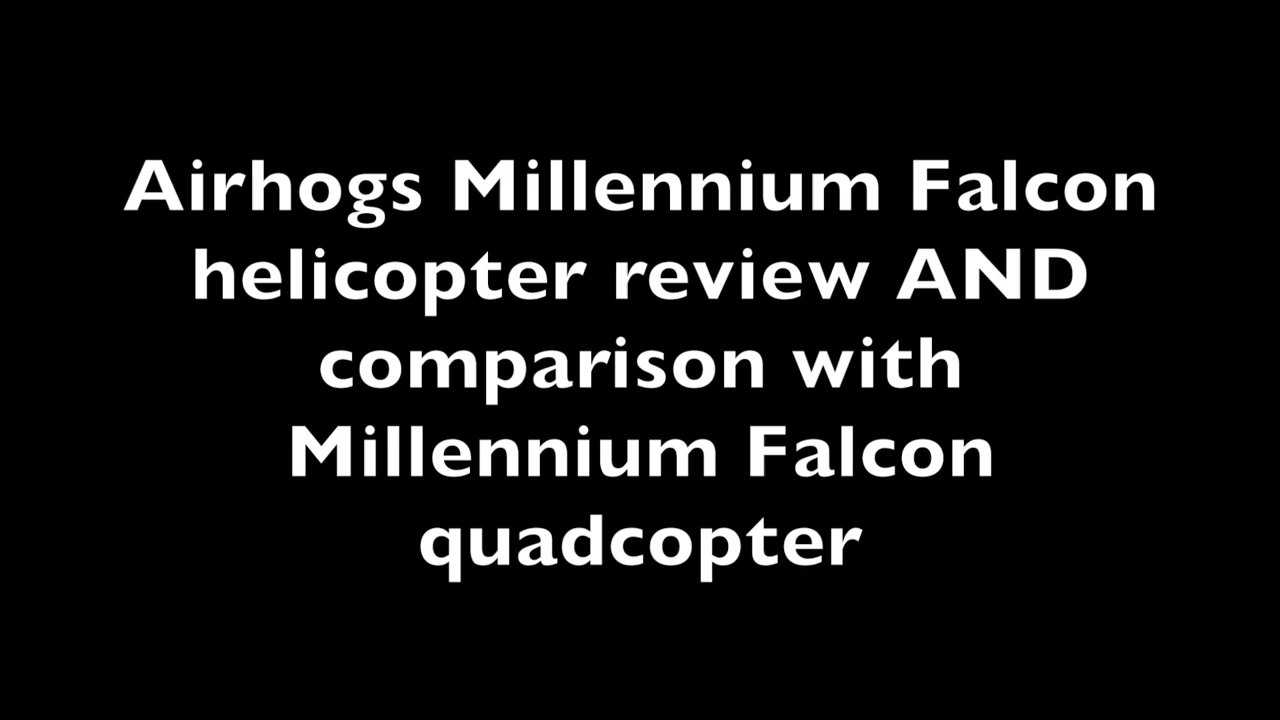 Airhogs Millennium Falcon
helicopter review AND
comparison with
Millennium Falcon
quadcopter